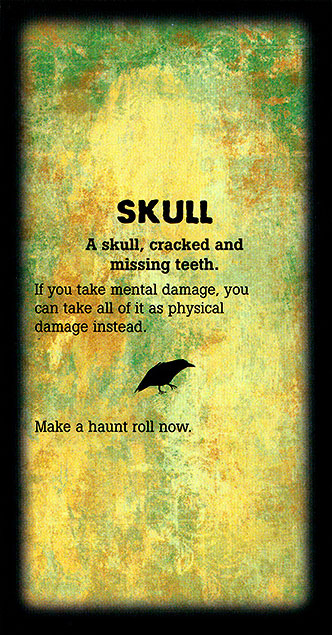 SKULL
A skull, cracked and
missing teeth.
If you take mental damage, you
can take all of it as physical
damage instead.
Make a haunt roll now.